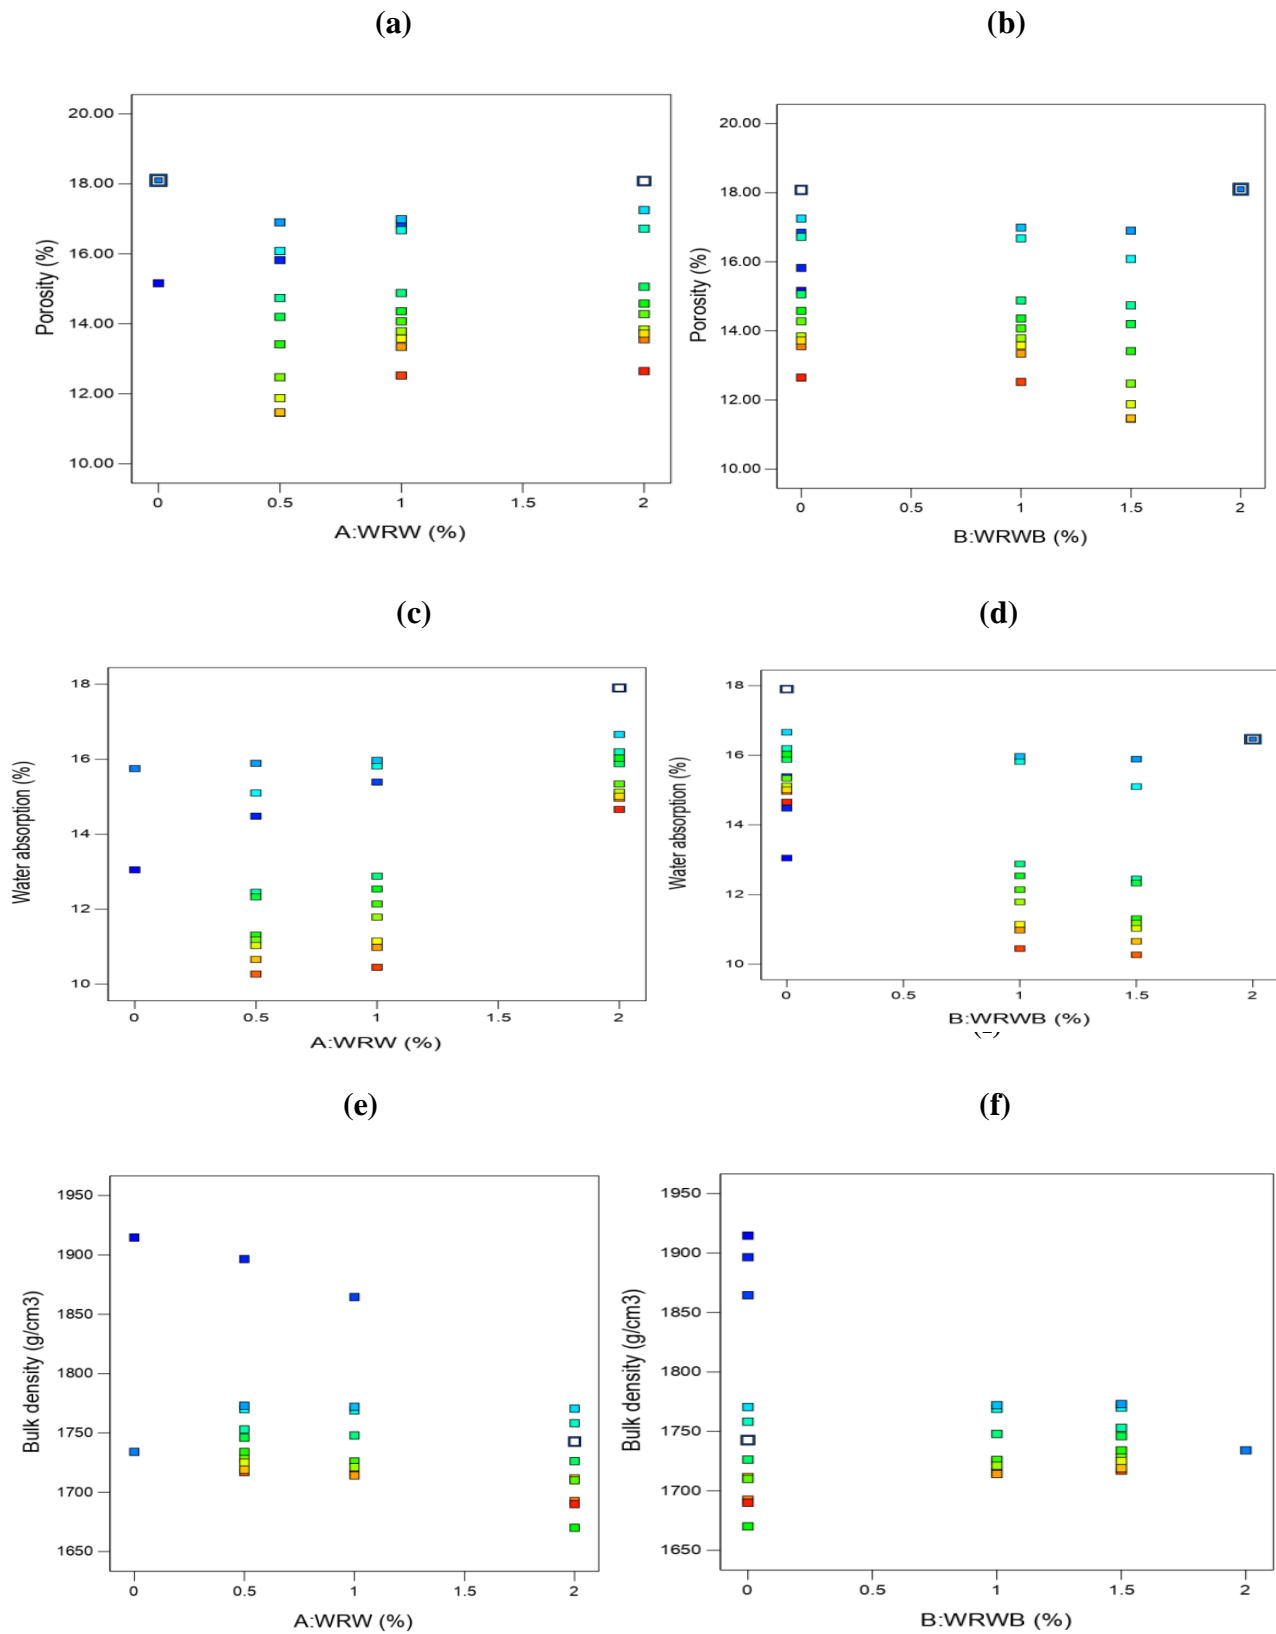 (a)
(b)
20.00
18.00
16.00
14.00
12.00
10.00
Porosity (%)
0 0.5 1 1.5 2
A:WRW (%)
20.00
18.00
16.00
14.00
12.00
10.00
Porosity (%)
0 0.5 1 1.5 2
B:WRWB (%)
(c)
(d)
18
16
14
12
10
Water absorption (%)
0 0.5 1 1.5 2
A:WRW (%)
18
16
14
12
10
Water absorption (%)
0 0.5 1 1.5 2
B:WRWB (%)
(e)
(f)
1950
1900
1850
1800
1750
1700
1650
Bulk density (g/cm3)
0 0.5 1 1.5 2
A:WRW (%)
1950
1900
1850
1800
1750
1700
1650
Bulk density (g/cm3)
0 0.5 1 1.5 2
B:WRWB (%)